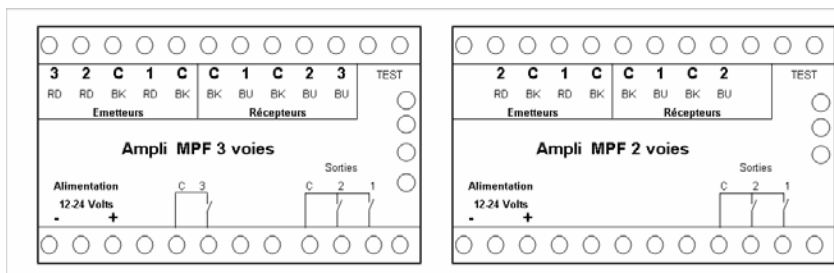 3 2 C 1 C C 1 C 2 3 TEST
RD RD BK RD BK BK BU BK BU BU
Emetteurs Récepteurs
Ampli MPF 3 voies
Sorties
Alimentation C 3 C 2 1
12-24 Volts
- +
2 C 1 C C 1 C 2 TEST
RD BK RD BK BK BU BK BU
Emetteurs Récepteurs
Ampli MPF 2 voies
Sorties
Alimentation C 2 1
12-24 Volts
- +